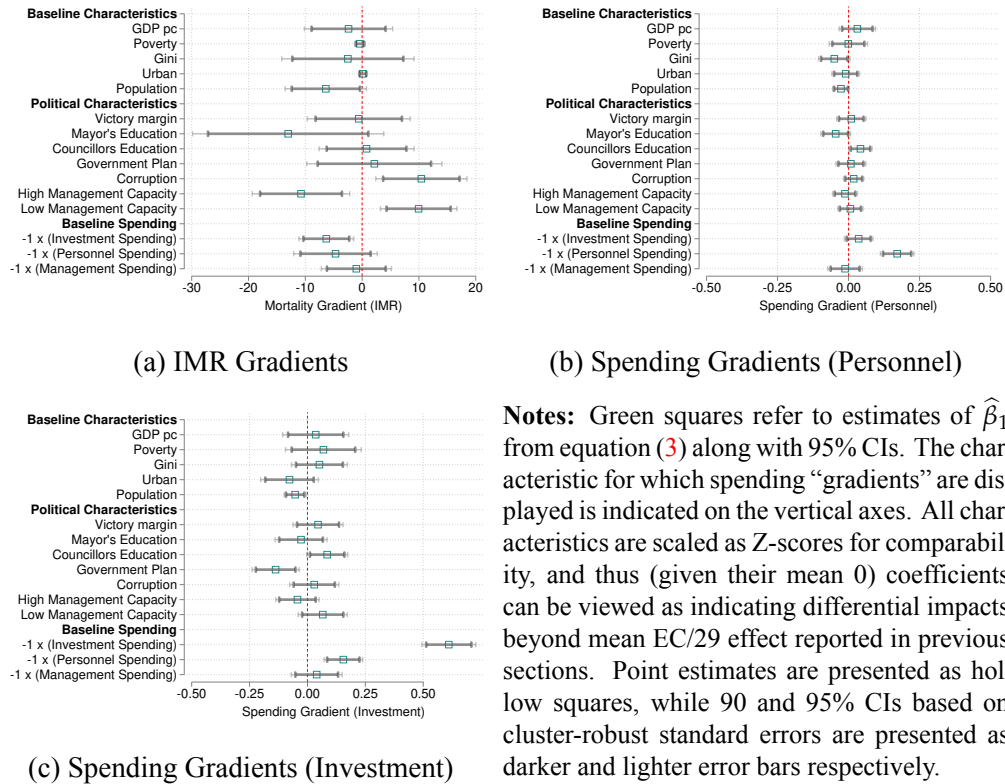 Baseline Characteristics
GDP pc
Poverty
Gini
Urban
Population
Political Characteristics
Victory margin
Mayor's Education
Councillors Education
Government Plan
Corruption
High Management Capacity
Low Management Capacity
Baseline Spending
-1 x (Investment Spending)
-1 x (Personnel Spending)
-1 x (Management Spending)
-30 -20 -10 0 10 20
Mortality Gradient (IMR)
(a) IMR Gradients
Baseline Characteristics
GDP pc
Poverty
Gini
Urban
Population
Political Characteristics
Victory margin
Mayor's Education
Councillors Education
Government Plan
Corruption
High Management Capacity
Low Management Capacity
Baseline Spending
-1 x (Investment Spending)
-1 x (Personnel Spending)
-1 x (Management Spending)
-0.50 -0.25 0.00 0.25 0.50
Spending Gradient (Personnel)
(b) Spending Gradients (Personnel)
Baseline Characteristics
GDP pc
Poverty
Gini
Urban
Population
Political Characteristics
Victory margin
Mayor's Education
Councillors Education
Government Plan
Corruption
High Management Capacity
Low Management Capacity
Baseline Spending
-1 x (Investment Spending)
-1 x (Personnel Spending)
-1 x (Management Spending)
-0.50 -0.25 0.00 0.25 0.50
Spending Gradient (Investment)
(c) Spending Gradients (Investment)
Notes: Green squares refer to estimates of β̂1
from equation (3) along with 95% CIs. The char
acteristic for which spending “gradients” are dis
played is indicated on the vertical axes. All char
acteristics are scaled as Z-scores for comparabil
ity, and thus (given their mean 0) coefficients
can be viewed as indicating differential impacts
beyond mean EC/29 effect reported in previous
sections. Point estimates are presented as hol
low squares, while 90 and 95% CIs based on
cluster-robust standard errors are presented as
darker and lighter error bars respectively.